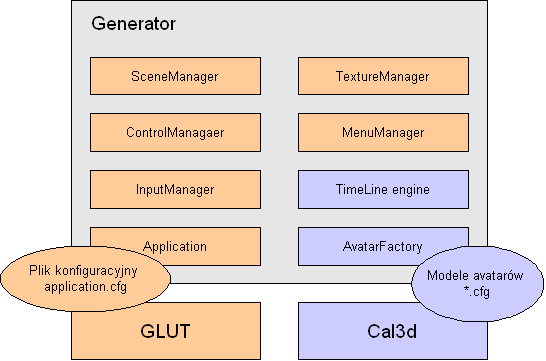 Generator
SceneManager
TextureManager
ControlManagaer
MenuManager
InputManager
TimeLine engine
Application
AvatarFactory
Plik konfiguracyjny
application.cfg
Modele avatarów
*.cfg
GLUT
Cal3d